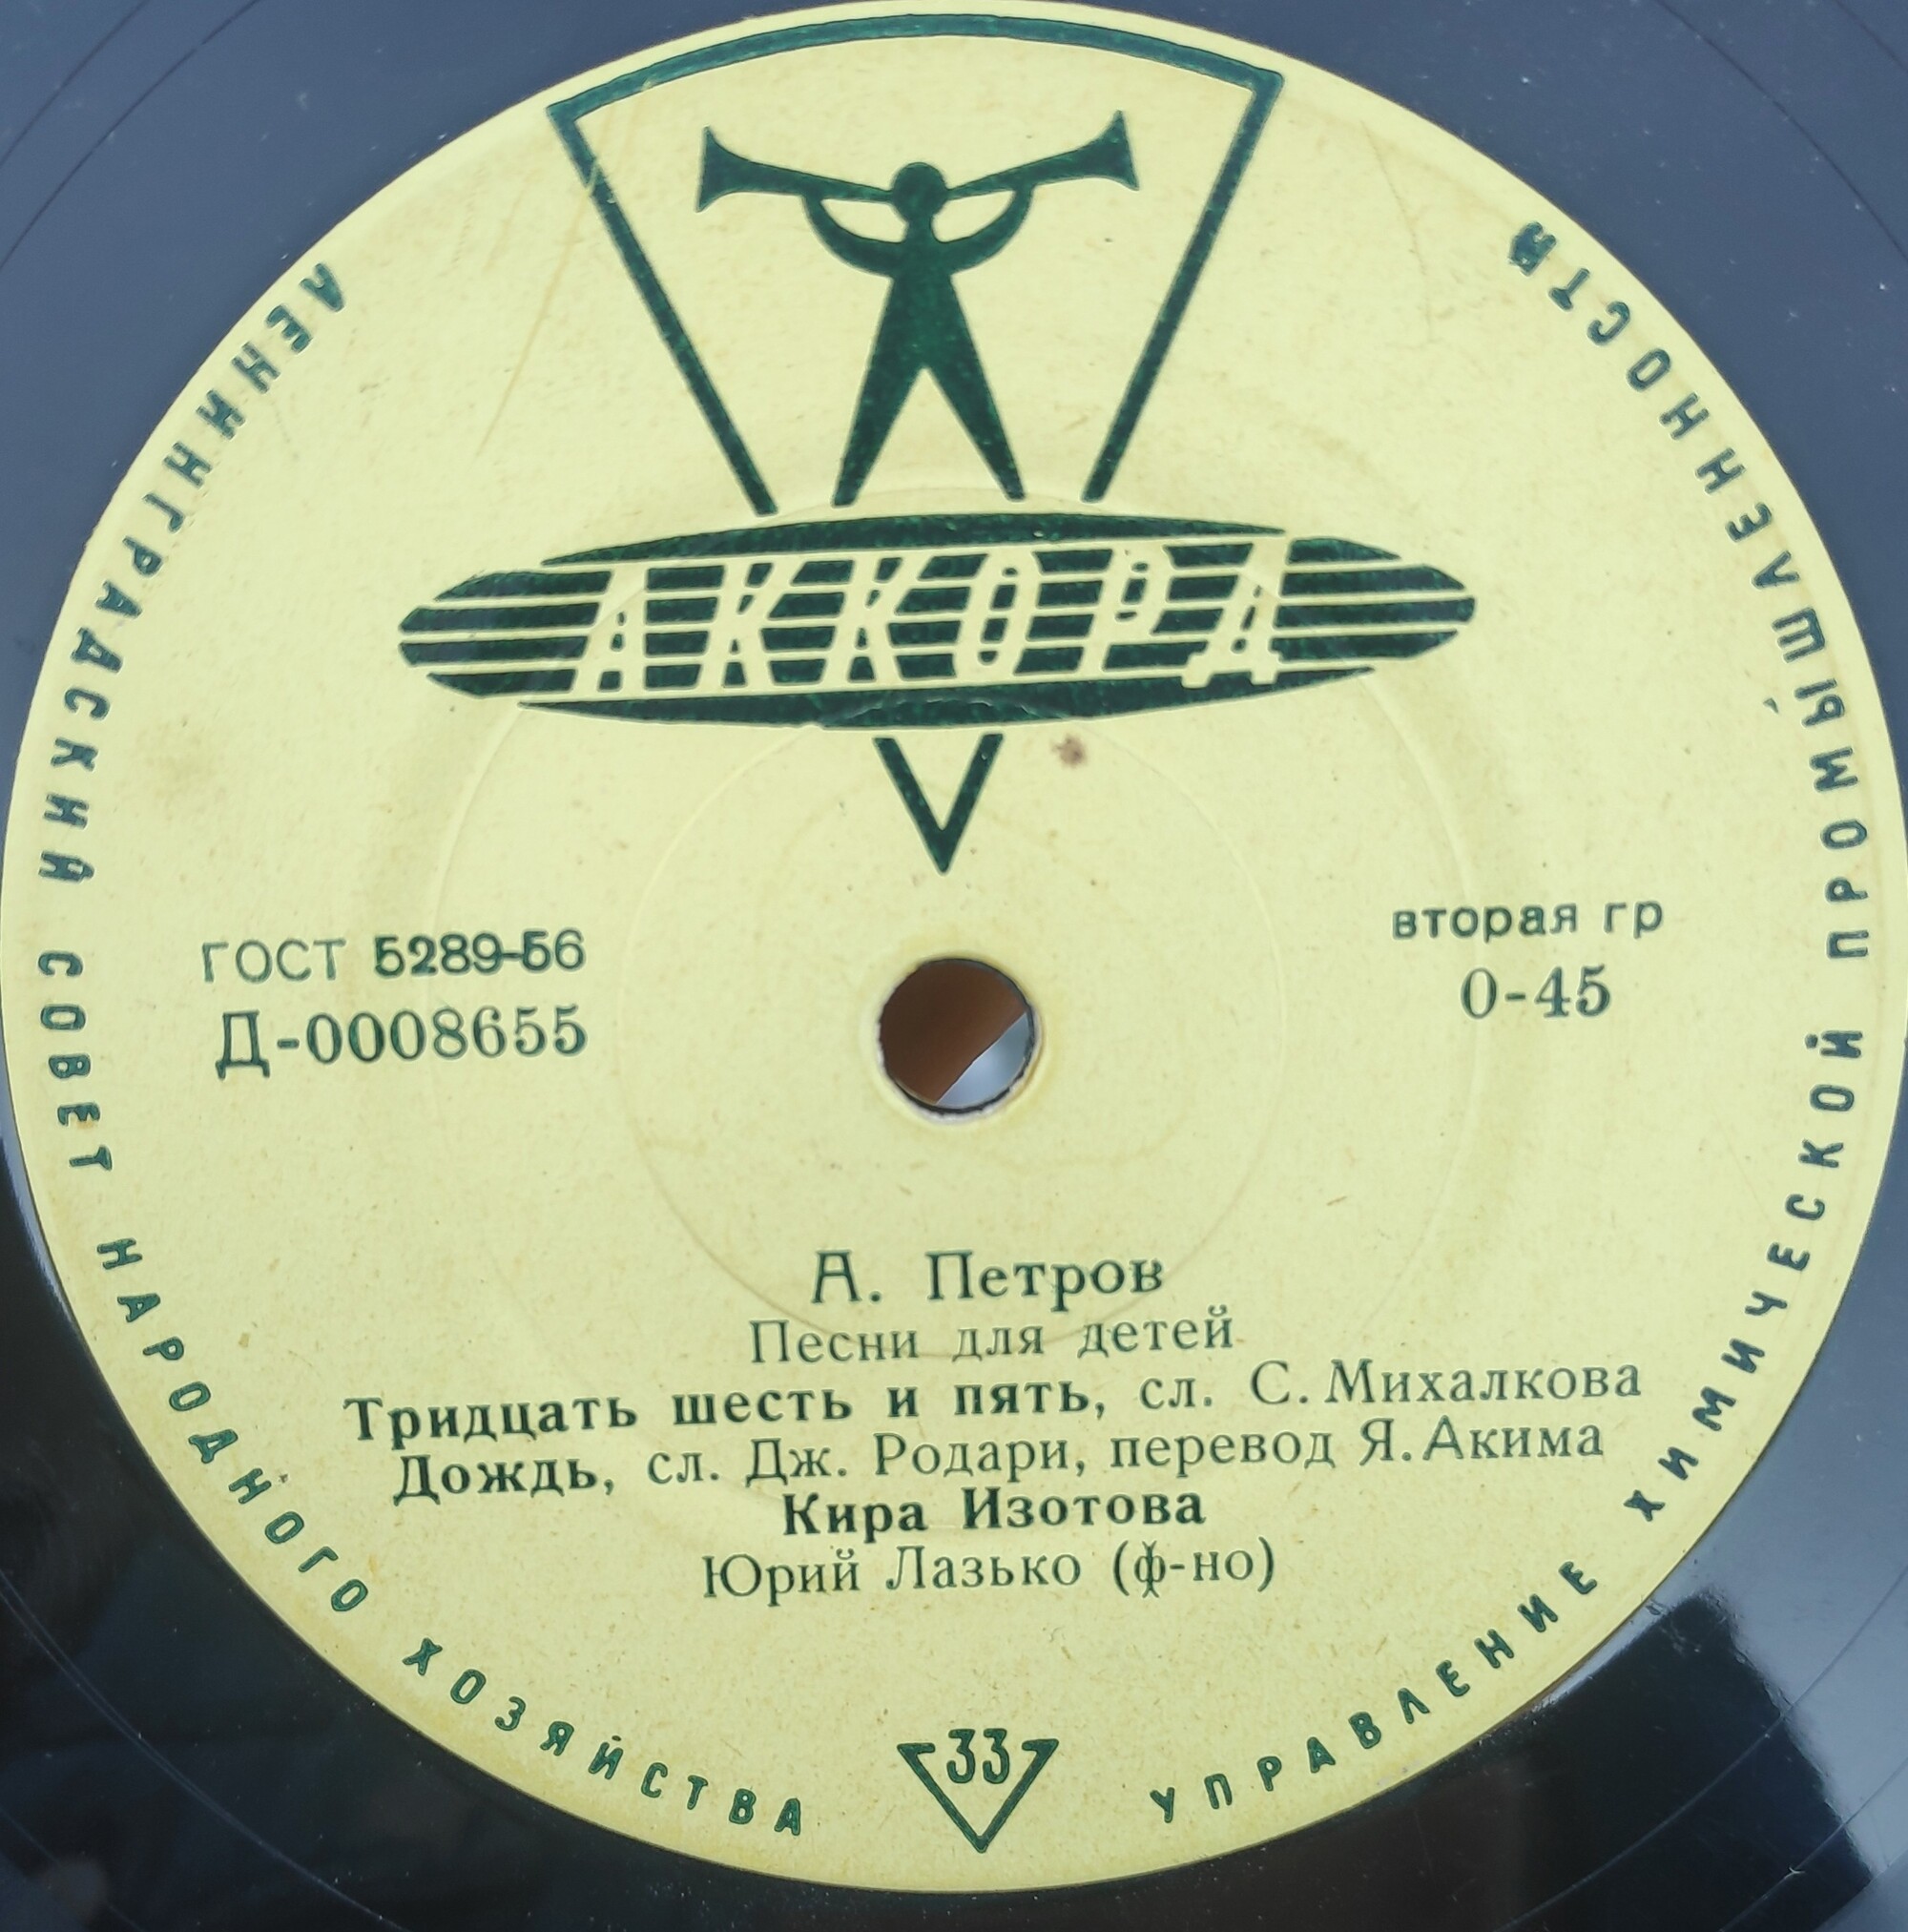 АККОРД
ЛЕНИНГРАДСКИЙ СОВЕТ НАРОДНОГО ХОЗЯЙСТВА
УПРАВЛЕНИЕ ХИМИЧЕСКОЙ ПРОМЫШЛЕННОСТИ
ГОСТ 5289-56
Д-0008655
вторая гр
0-45
А. Петров
Песни для детей
Тридцать шесть и пять, сл. С. Михалкова
Дождь, сл. Дж. Родари, перевод Я. Акима
Кира Изотова
Юрий Лазько (ф-но)
33